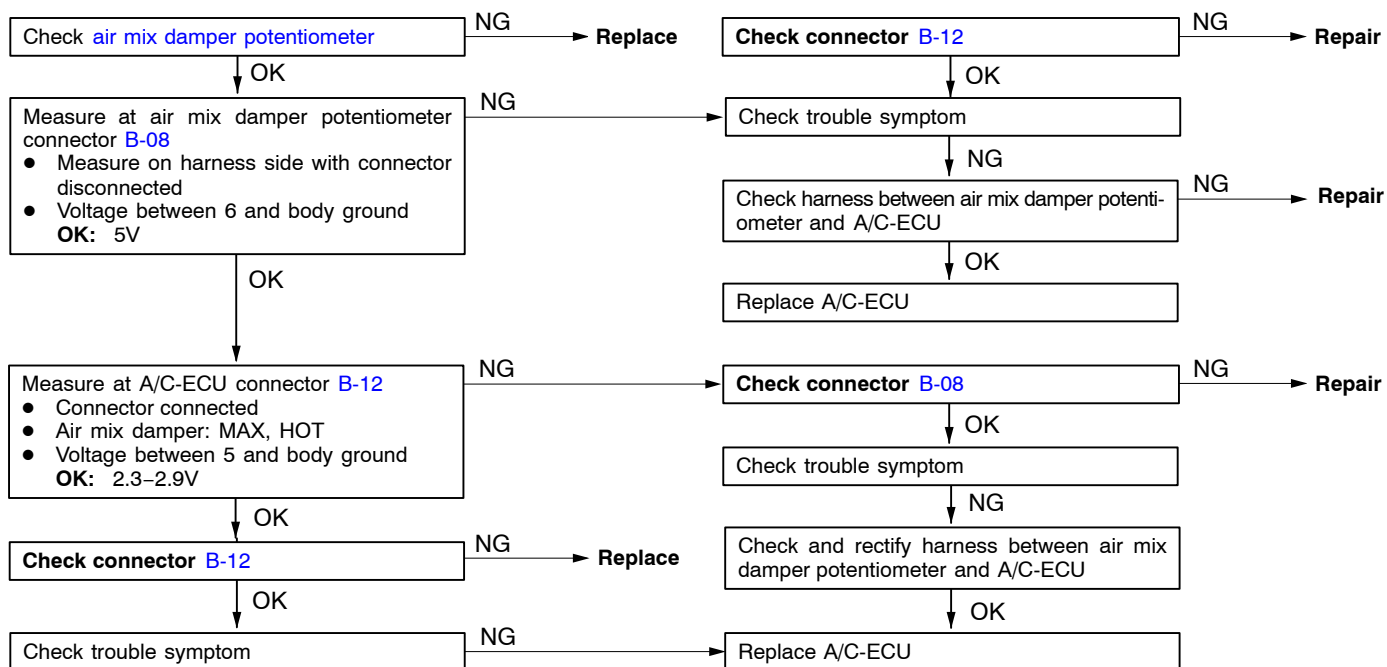 Check air mix damper potentiometer
NG
Replace
OK
Measure at air mix damper potentiometer
connector B-08
● Measure on harness side with connector
disconnected
● Voltage between 6 and body ground
OK: 5V
NG
OK
Measure at A/C-ECU connector B-12
● Connector connected
● Air mix damper: MAX, HOT
● Voltage between 5 and body ground
OK: 2.3–2.9V
NG
OK
Check connector B-12
NG
Replace
OK
Check trouble symptom
NG
Check connector B-12
NG
Repair
OK
Check trouble symptom
NG
Check harness between air mix damper potenti-
ometer and A/C-ECU
NG
Repair
OK
Replace A/C-ECU
Check connector B-08
NG
Repair
OK
Check trouble symptom
NG
Check and rectify harness between air mix
damper potentiometer and A/C-ECU
OK
Replace A/C-ECU